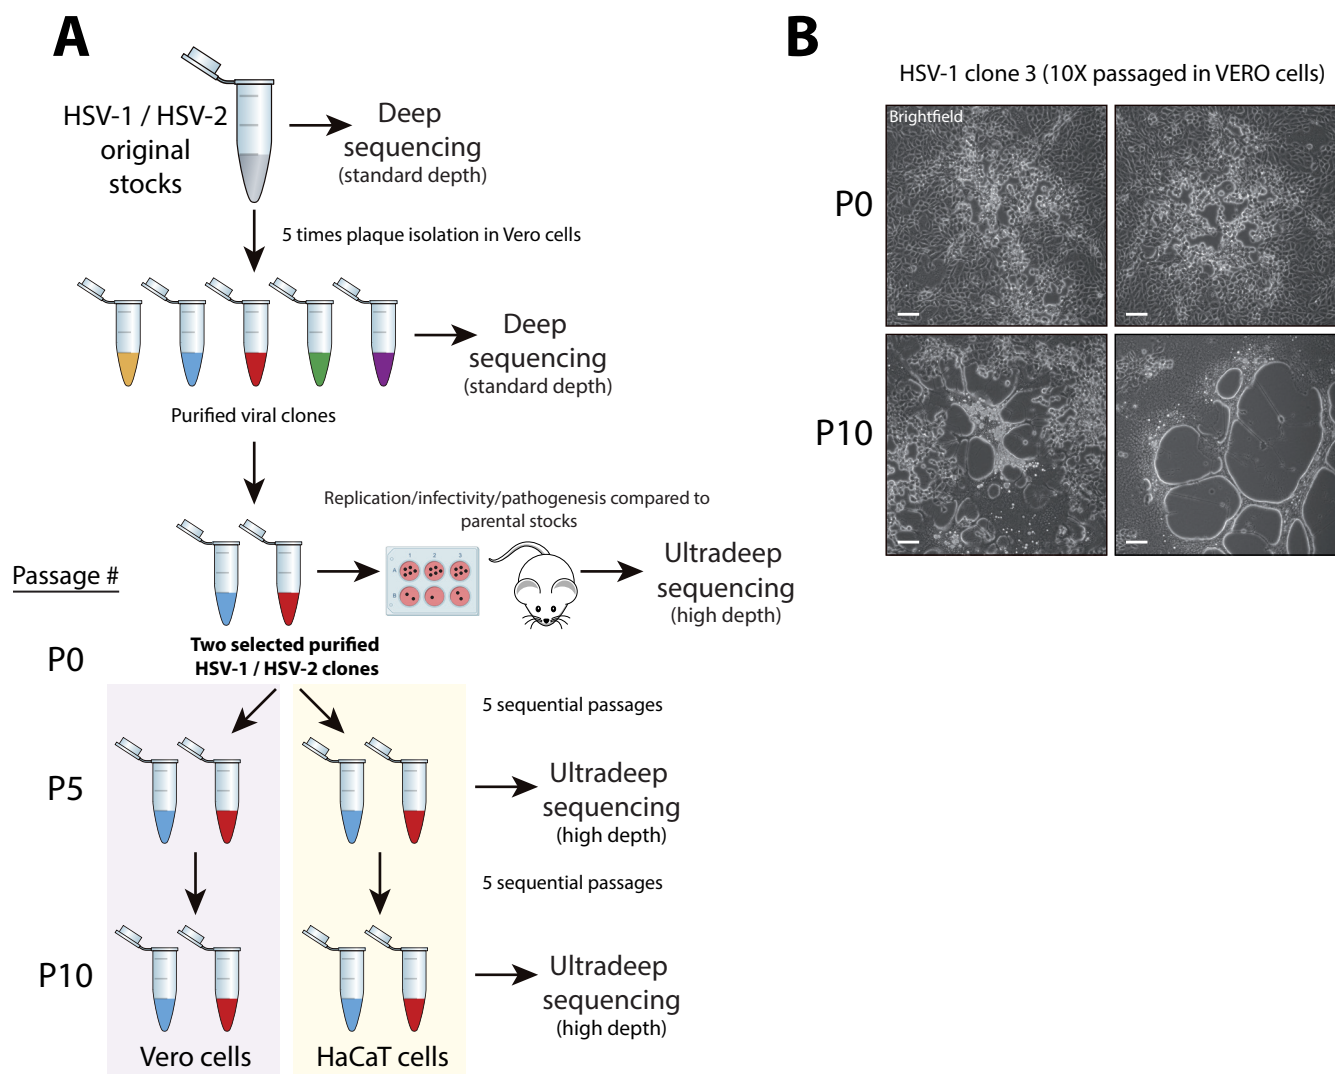 A
HSV-1 / HSV-2
original
stocks
Deep
sequencing
(standard depth)
5 times plaque isolation in Vero cells
Deep
sequencing
(standard depth)
Purified viral clones
Replication/infectivity/pathogenesis compared to
parental stocks
1 2 3
A
B
Ultradeep
sequencing
(high depth)
Passage #
Two selected purified
HSV-1 / HSV-2 clones
P0
5 sequential passages
P5
Ultradeep
sequencing
(high depth)
5 sequential passages
P10
Ultradeep
sequencing
(high depth)
Vero cells
HaCaT cells
B
HSV-1 clone 3 (10X passaged in VERO cells)
Brightfield
P0
P10